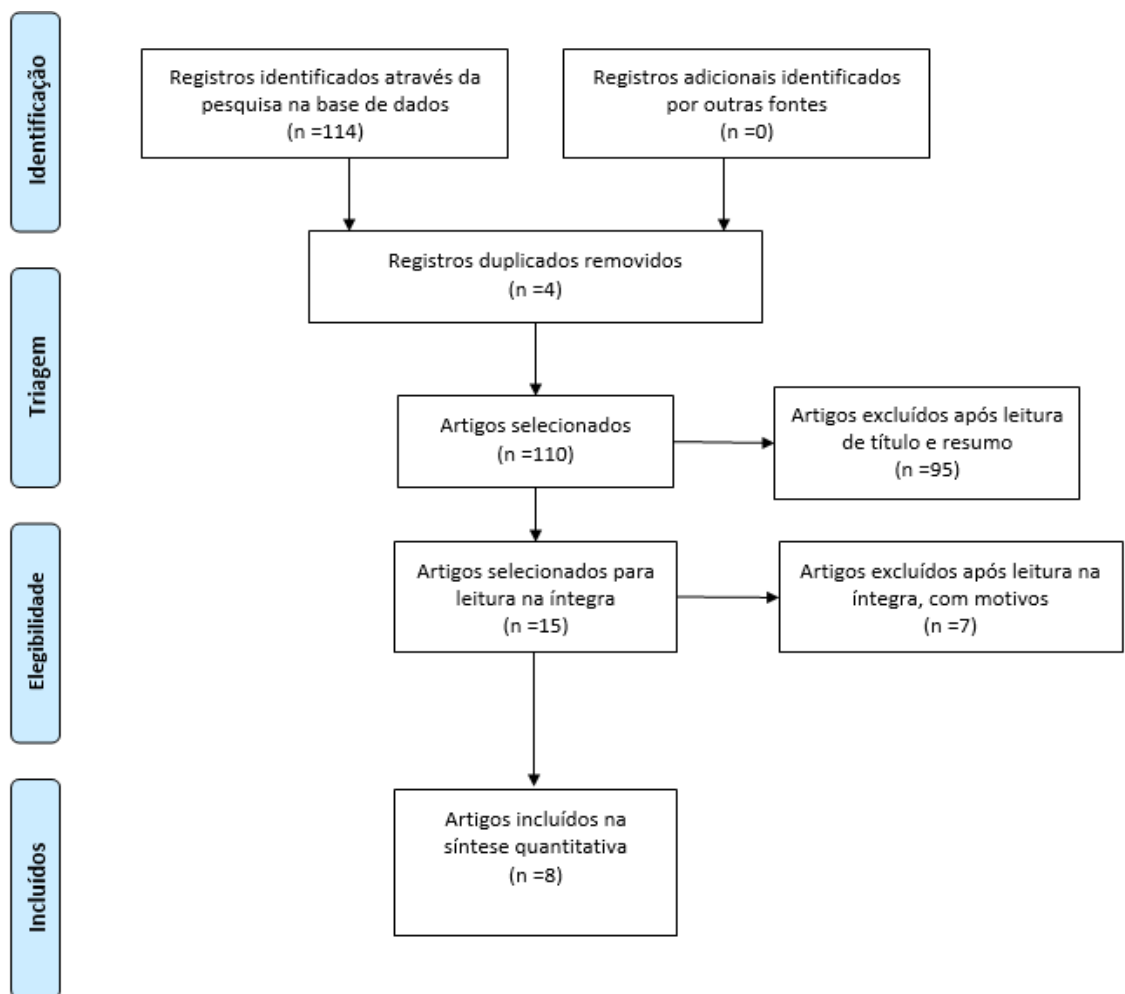 Identificação
Registros identificados através da
pesquisa na base de dados
(n =114)
Registros adicionais identificados
por outras fontes
(n =0)
Registros duplicados removidos
(n =4)
Triagem
Artigos selecionados
(n =110)
Artigos excluídos após leitura
de título e resumo
(n =95)
Elegibilidade
Artigos selecionados para
leitura na íntegra
(n =15)
Artigos excluídos após leitura na
íntegra, com motivos
(n =7)
Incluídos
Artigos incluídos na
síntese quantitativa
(n =8)